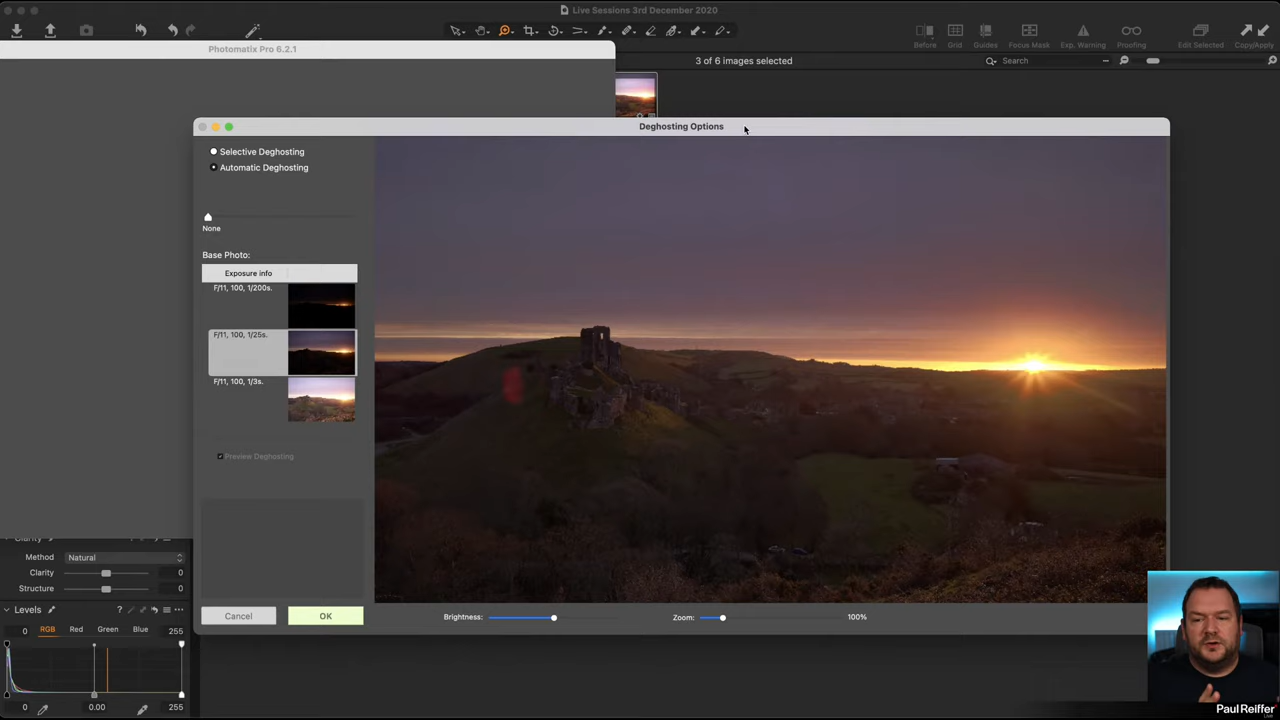 Live Sessions 3rd December 2020
Photomatix Pro 6.2.1
Before
Grid
Guides
Focus Mask
Exp. Warning
Proofing
Edit Selected
Copy/Apply
3 of 6 images selected
Search
Deghosting Options
Selective Deghosting
Automatic Deghosting
None
Base Photo:
Exposure info
F/11, 100, 1/200s.
F/11, 100, 1/25s.
F/11, 100, 1/3s.
Preview Deghosting
Cancel
OK
Brightness:
Zoom:
100%
Clarity
Method
Natural
Clarity
0
Structure
0
Levels
?
0
RGB
Red
Green
Blue
255
0
0.00
255
Paul Reiffer
Live